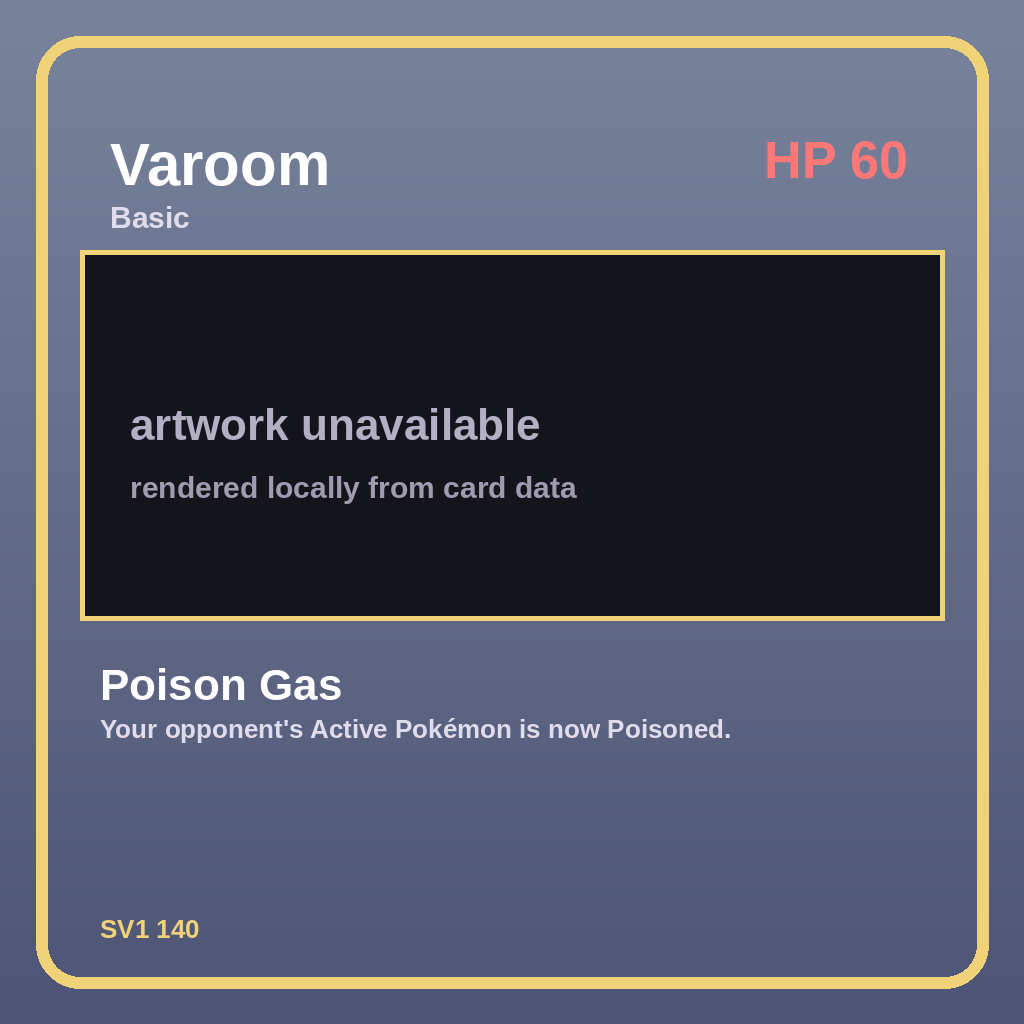 Varoom
HP 60
Basic
artwork unavailable
rendered locally from card data
Poison Gas
Your opponent's Active Pokémon is now Poisoned.
SV1 140